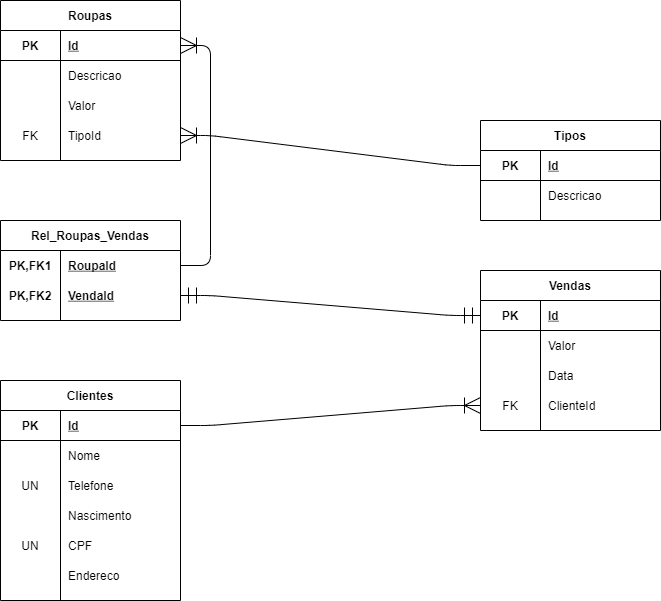 Roupas
PK Id
Descricao
Valor
FK TipoId
Tipos
PK Id
Descricao
Rel_Roupas_Vendas
PK,FK1 RoupaId
PK,FK2 VendaId
Vendas
PK Id
Valor
Data
FK ClienteId
Clientes
PK Id
Nome
UN Telefone
Nascimento
UN CPF
Endereco